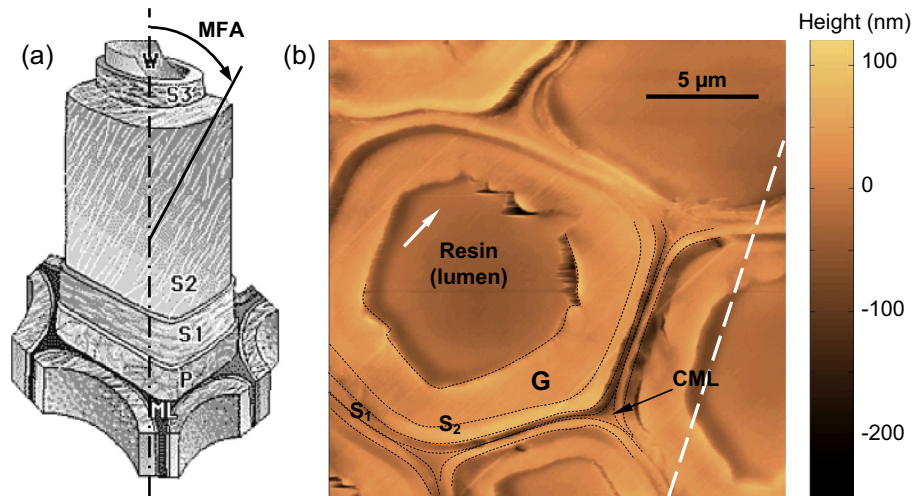 (a)
MFA
W
S3
S2
S1
P
ML
(b)
5 µm
Resin
(lumen)
G
CML
S₁
S₂
Height (nm)
100
0
-100
-200